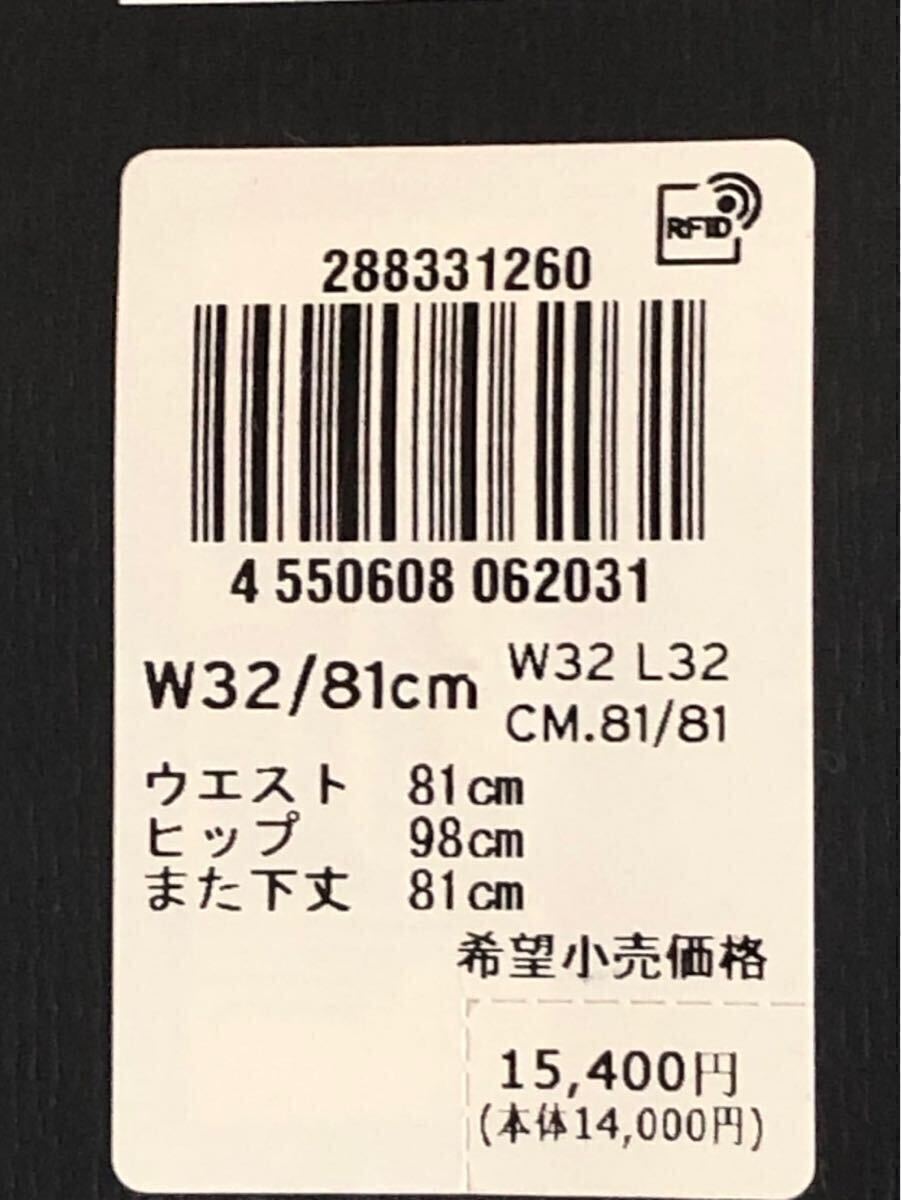 RFID
288331260
4 550608 062031
W32/81cm
W32 L32
CM.81/81
ウエスト 81cm
ヒップ 98cm
また下丈 81cm
希望小売価格
15,400円
(本体14,000円)